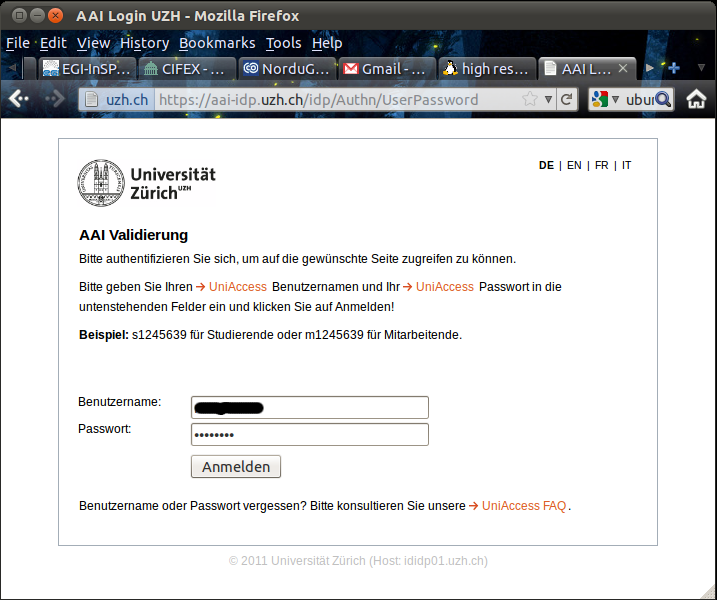 AAI Login UZH - Mozilla Firefox
File Edit View History Bookmarks Tools Help
EGI-InSP... CIFEX - ... NorduG... Gmail - ... high res... AAI L...
uzh.ch https://aai-idp.uzh.ch/idp/Authn/UserPassword ubu
Universität
Zürich UZH
DE | EN | FR | IT
AAI Validierung
Bitte authentifizieren Sie sich, um auf die gewünschte Seite zugreifen zu können.
Bitte geben Sie Ihren → UniAccess Benutzernamen und Ihr → UniAccess Passwort in die
untenstehenden Felder ein und klicken Sie auf Anmelden!
Beispiel: s1245639 für Studierende oder m1245639 für Mitarbeitende.
Benutzername:
Passwort: ••••••••
Anmelden
Benutzername oder Passwort vergessen? Bitte konsultieren Sie unsere → UniAccess FAQ.
© 2011 Universität Zürich (Host: ididp01.uzh.ch)